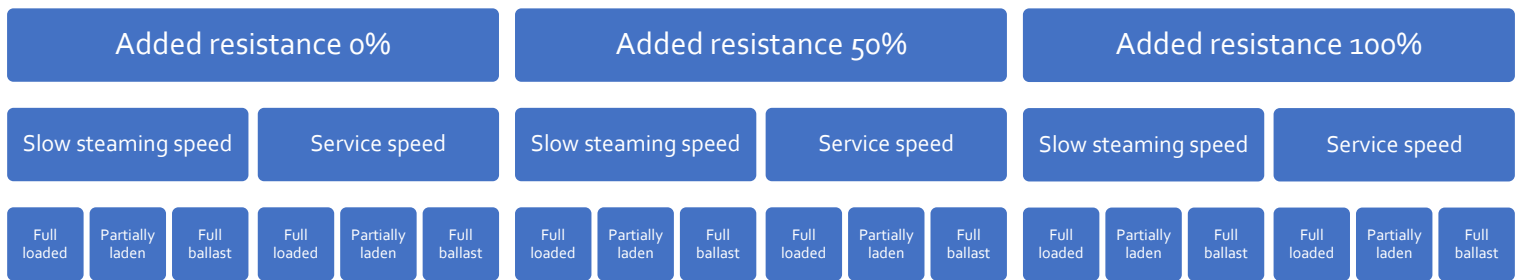 Added resistance 0%
Added resistance 50%
Added resistance 100%
Slow steaming speed
Service speed
Slow steaming speed
Service speed
Slow steaming speed
Service speed
Full
loaded
Partially
laden
Full
ballast
Full
loaded
Partially
laden
Full
ballast
Full
loaded
Partially
laden
Full
ballast
Full
loaded
Partially
laden
Full
ballast
Full
loaded
Partially
laden
Full
ballast
Full
loaded
Partially
laden
Full
ballast